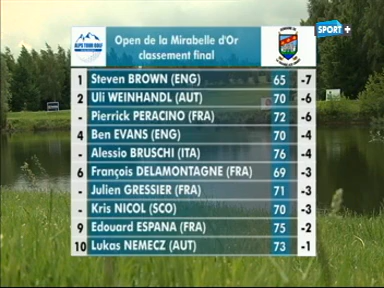 ALPS TOUR GOLF
Open de la Mirabelle d'Or
classement final
SPORT+
1 Steven BROWN (ENG) 65 -7
2 Uli WEINHANDL (AUT) 70 -6
- Pierrick PERACINO (FRA) 72 -6
4 Ben EVANS (ENG) 70 -4
- Alessio BRUSCHI (ITA) 76 -4
6 François DELAMONTAGNE (FRA) 69 -3
- Julien GRESSIER (FRA) 71 -3
- Kris NICOL (SCO) 70 -3
9 Edouard ESPANA (FRA) 75 -2
10 Lukas NEMECZ (AUT) 73 -1